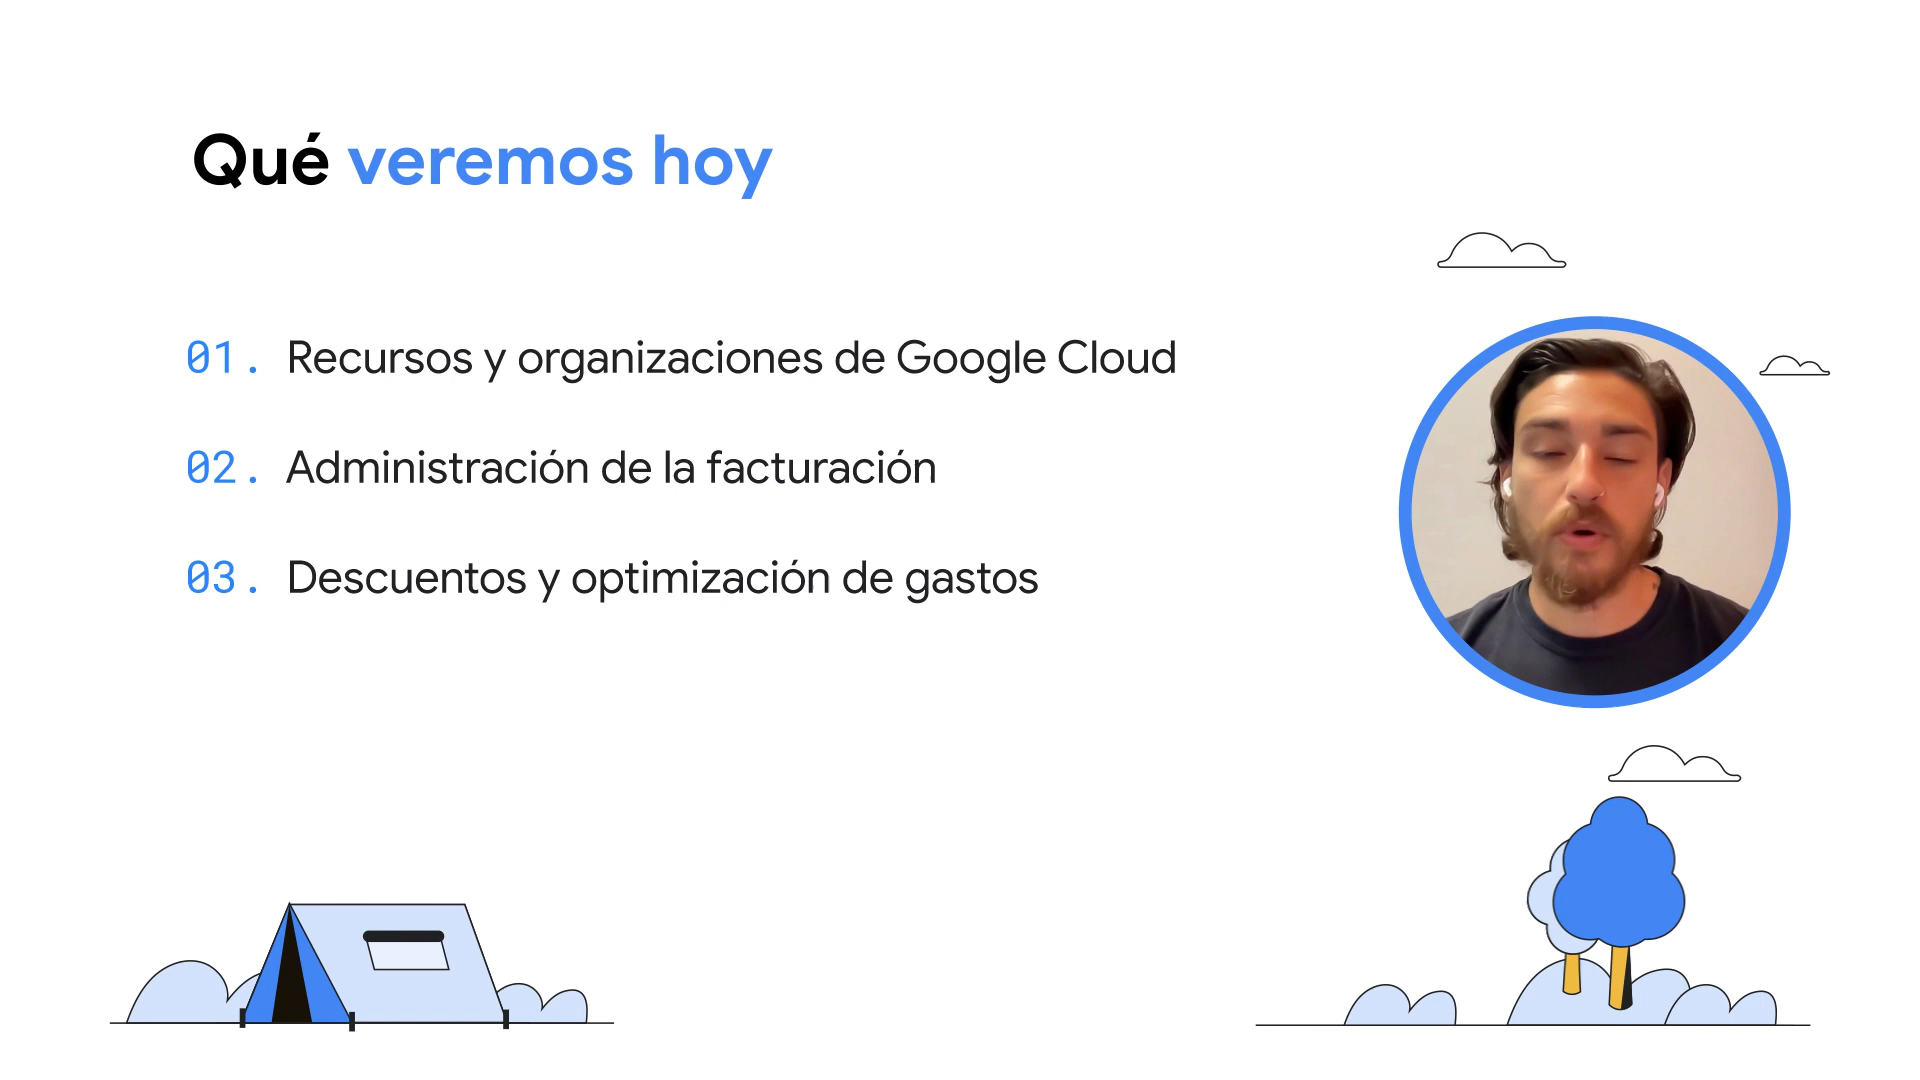 Qué veremos hoy
01. Recursos y organizaciones de Google Cloud
02. Administración de la facturación
03. Descuentos y optimización de gastos